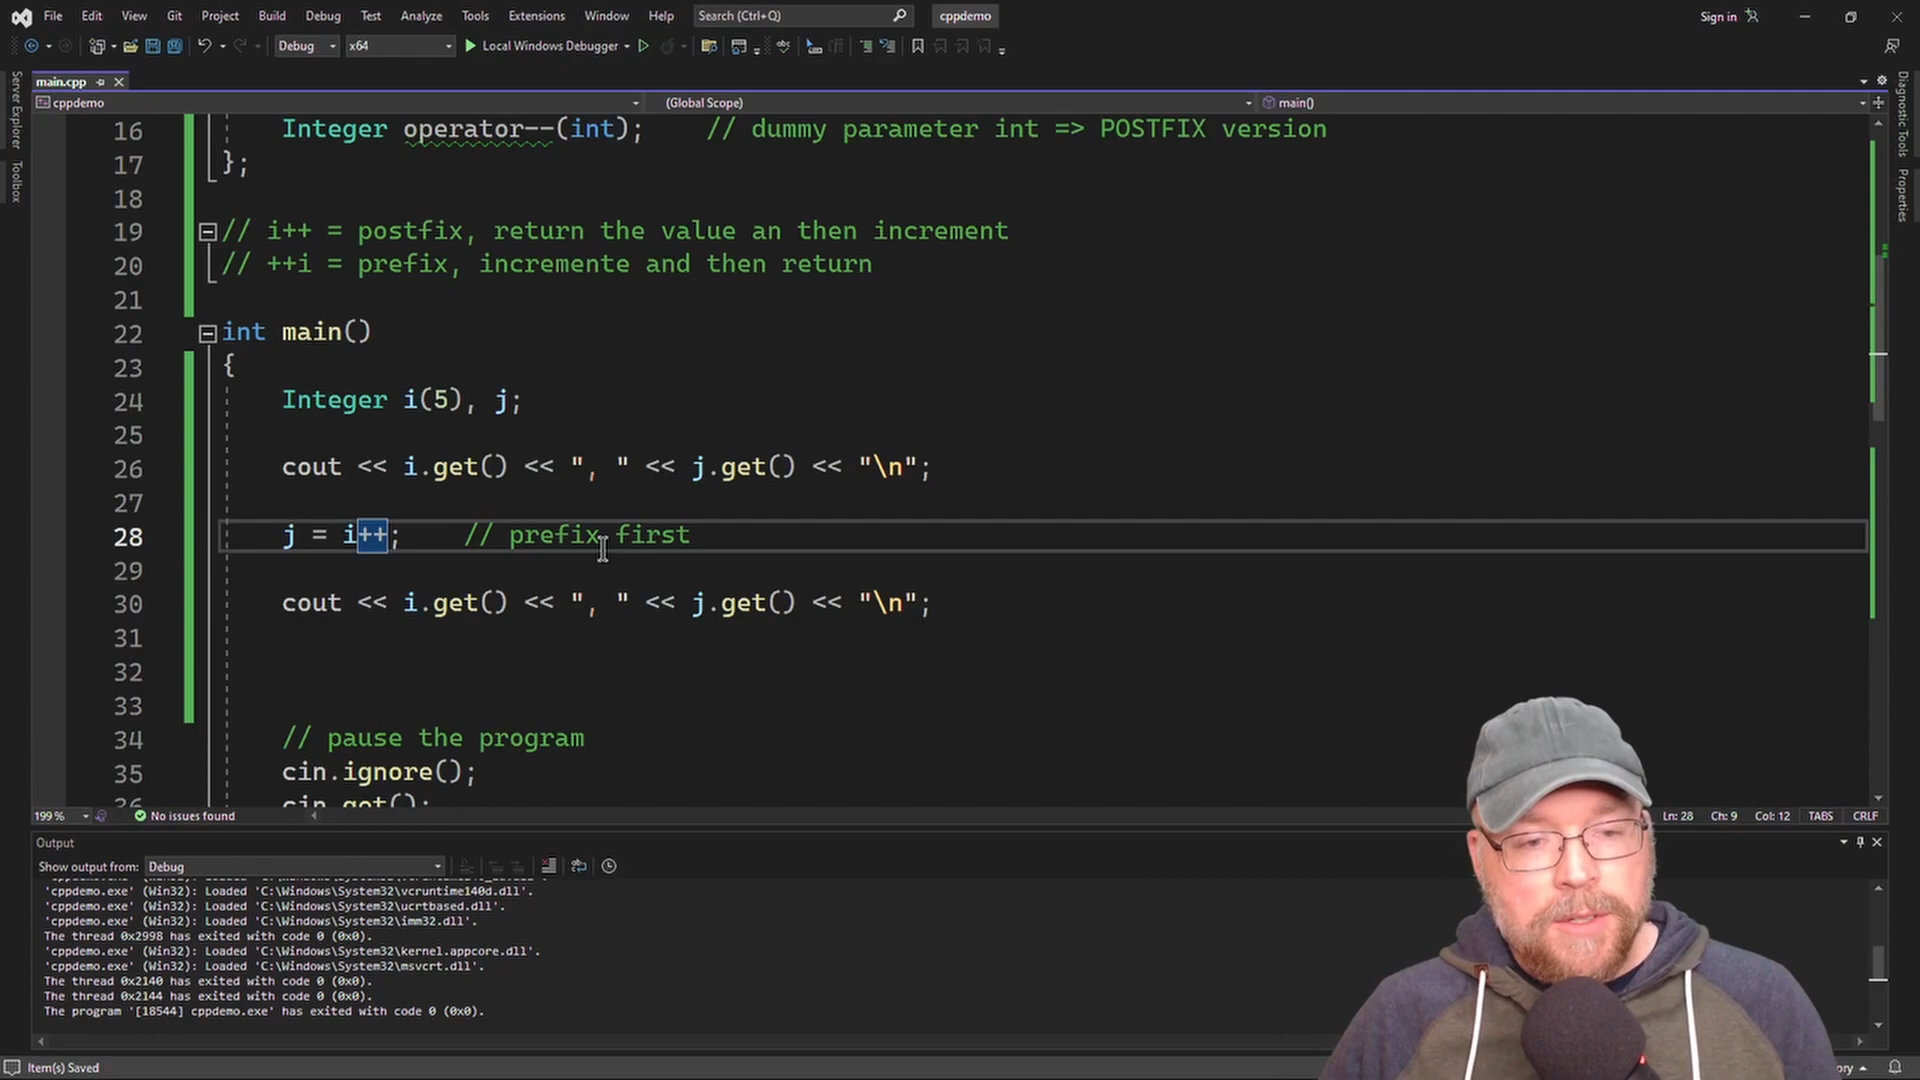 File Edit View Git Project Build Debug Test Analyze Tools Extensions Window Help Search (Ctrl+Q) cppdemo Sign in
Debug x64 Local Windows Debugger
main.cpp
cppdemo (Global Scope) main()
Server Explorer
Toolbox
Diagnostic Tools
Properties
16 Integer operator--(int); // dummy parameter int => POSTFIX version
17 };
18
19 // i++ = postfix, return the value an then increment
20 // ++i = prefix, incremente and then return
21
22 int main()
23 {
24 Integer i(5), j;
25
26 cout << i.get() << ", " << j.get() << "\n";
27
28 j = i++; // prefix first
29
30 cout << i.get() << ", " << j.get() << "\n";
31
32
33
34 // pause the program
35 cin.ignore();
36 cin.get();
199 % No issues found Ln: 28 Ch: 9 Col: 12 TABS CRLF
Output
Show output from: Debug
'cppdemo.exe' (Win32): Loaded 'C:\Windows\System32\vcruntime140d.dll'.
'cppdemo.exe' (Win32): Loaded 'C:\Windows\System32\ucrtbased.dll'.
'cppdemo.exe' (Win32): Loaded 'C:\Windows\System32\imm32.dll'.
The thread 0x2998 has exited with code 0 (0x0).
'cppdemo.exe' (Win32): Loaded 'C:\Windows\System32\kernel.appcore.dll'.
'cppdemo.exe' (Win32): Loaded 'C:\Windows\System32\msvcrt.dll'.
The thread 0x2140 has exited with code 0 (0x0).
The thread 0x2144 has exited with code 0 (0x0).
The program '[18544] cppdemo.exe' has exited with code 0 (0x0).
Item(s) Saved